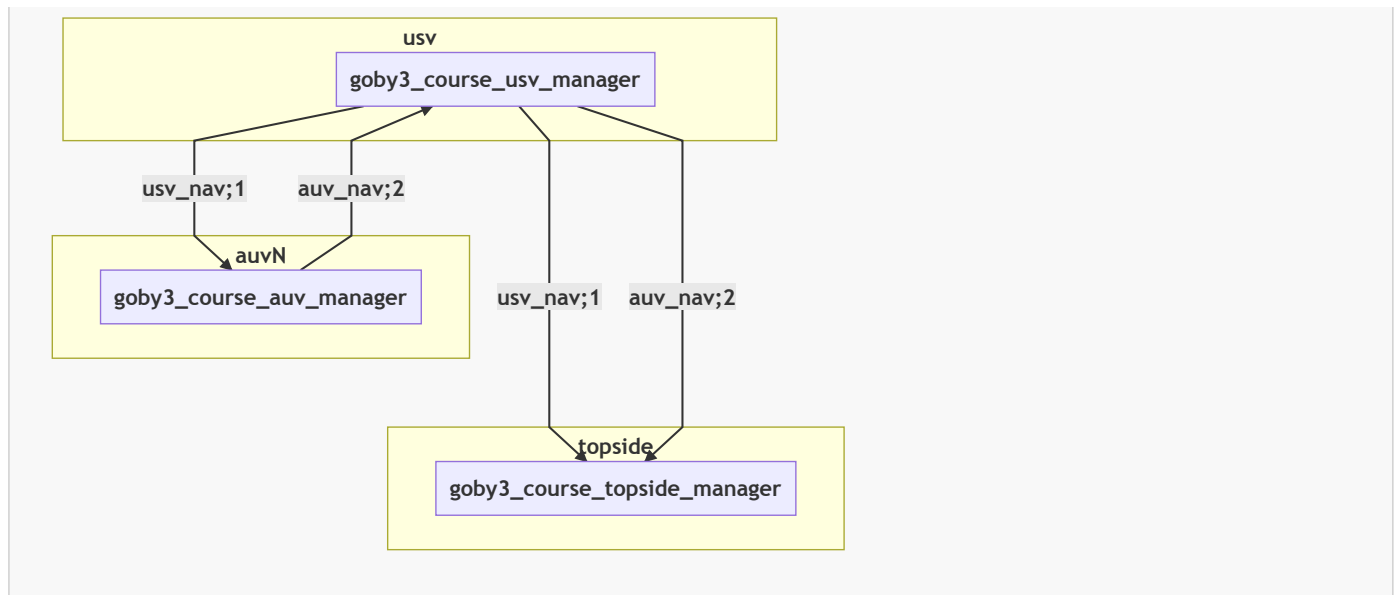 usv
goby3_course_usv_manager
usv_nav;1
auv_nav;2
auvN
goby3_course_auv_manager
usv_nav;1
auv_nav;2
topside
goby3_course_topside_manager